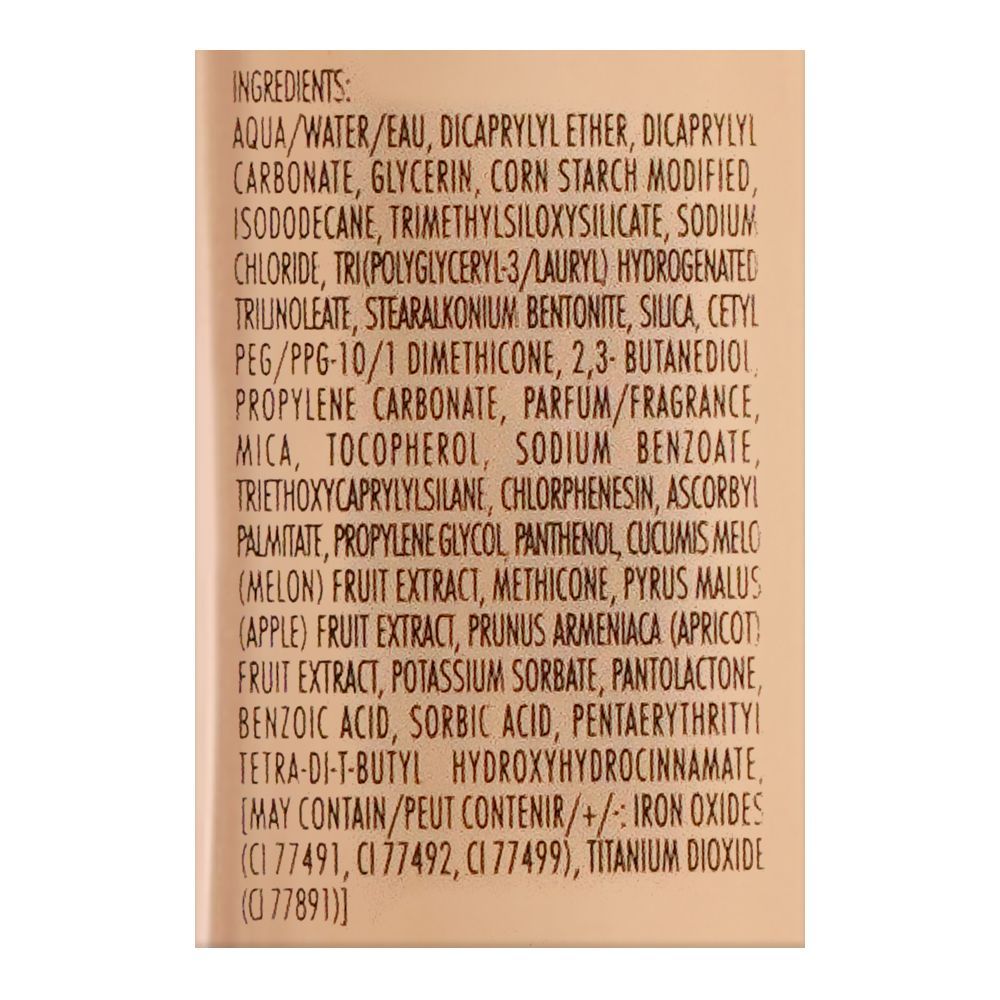 INGREDIENTS:
AQUA/WATER/EAU, DICAPRYLYL ETHER, DICAPRYLYL
CARBONATE, GLYCERIN, CORN STARCH MODIFIED,
ISODODECANE, TRIMETHYLSILOXYSILICATE, SODIUM
CHLORIDE, TRI(POLYGLYCERYL-3/LAURYL) HYDROGENATED
TRILINOLEATE, STEARALKONIUM BENTONITE, SILICA, CETYL
PEG/PPG-10/1 DIMETHICONE, 2,3- BUTANEDIOL,
PROPYLENE CARBONATE, PARFUM/FRAGRANCE,
MICA, TOCOPHEROL, SODIUM BENZOATE,
TRIETHOXYCAPRYLYLSILANE, CHLORPHENESIN, ASCORBYL
PALMITATE, PROPYLENE GLYCOL, PANTHENOL, CUCUMIS MELO
(MELON) FRUIT EXTRACT, METHICONE, PYRUS MALUS
(APPLE) FRUIT EXTRACT, PRUNUS ARMENIACA (APRICOT)
FRUIT EXTRACT, POTASSIUM SORBATE, PANTOLACTONE,
BENZOIC ACID, SORBIC ACID, PENTAERYTHRITYL
TETRA-DI-T-BUTYL HYDROXYHYDROCINNAMATE,
[MAY CONTAIN/PEUT CONTENIR/+/-: IRON OXIDES
(CI 77491, CI 77492, CI 77499), TITANIUM DIOXIDE
(CI 77891)]